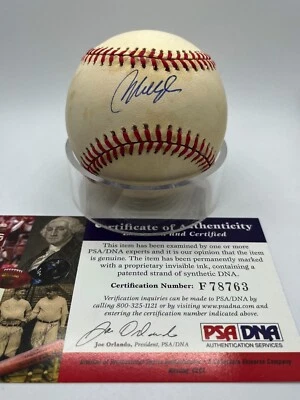 Certificate of Authenticity
and Certified
This item has been examined by one or more
PSA/DNA experts and it is our opinion that the item
is genuine. The item has been permanently marked
with a proprietary invisible ink, containing
a patented strand of synthetic DNA.
Certification Number: F78763
Inquiries can be made to PSA/DNA by
calling 800-325-1121 or by visiting www.psadna.com
and entering the certification number above.
Joe Orlando
Joe Orlando, President, PSA/DNA
PSA DNA
AUTHENTICATION SERVICES